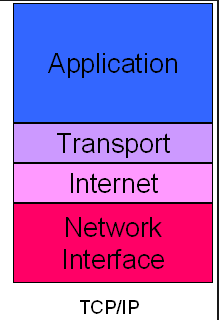 Application
Transport
Internet
Network
Interface
TCP/IP